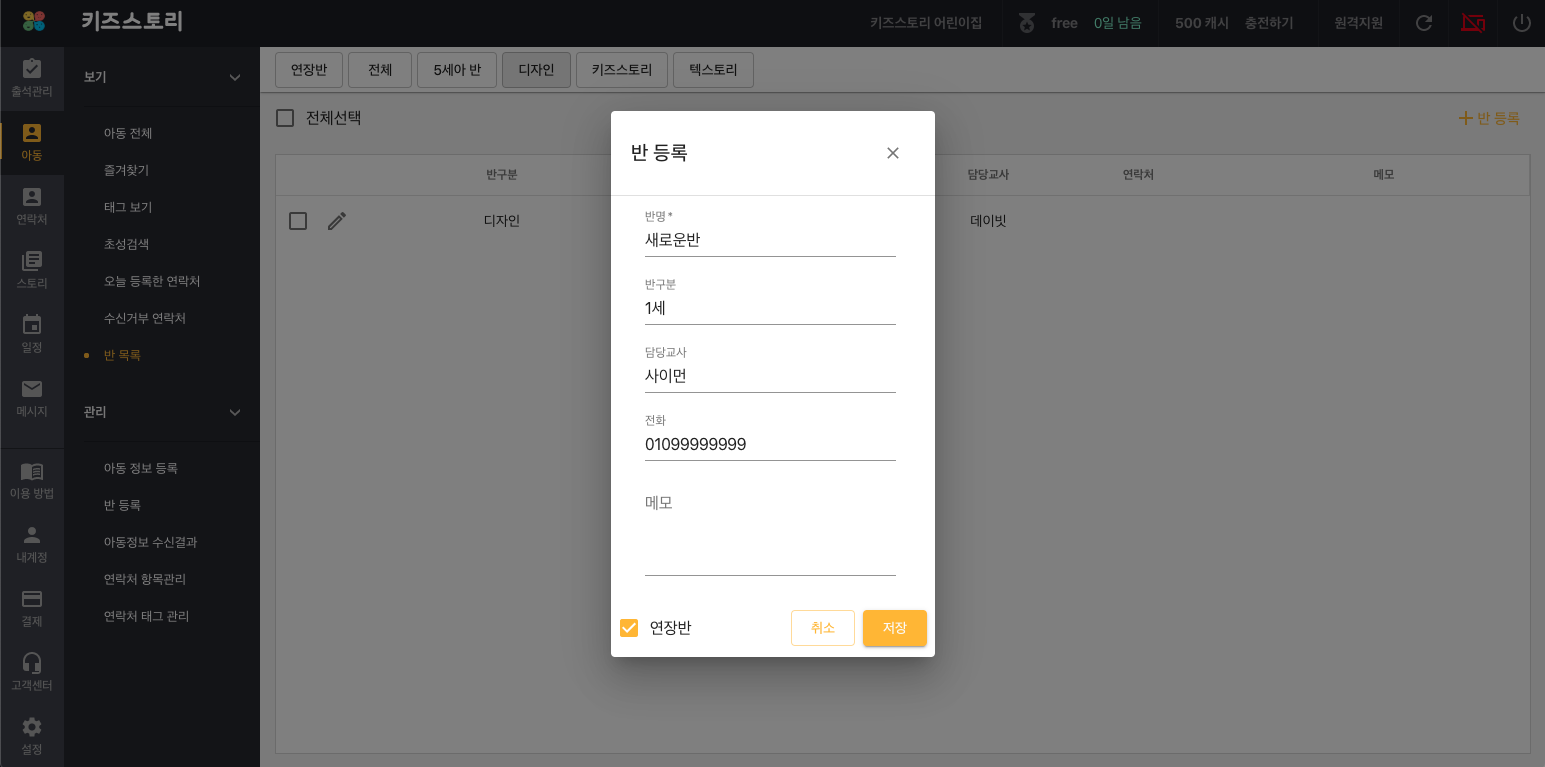 키즈스토리
키즈스토리 어린이집 free 0일 남음 500 캐시 충전하기 원격지원
출석관리
아동
연락처
스토리
일정
메시지
이용 방법
내계정
결제
고객센터
설정
보기
아동 전체
즐겨찾기
태그 보기
초성검색
오늘 등록한 연락처
수신거부 연락처
반 목록
관리
아동 정보 등록
반 등록
아동정보 수신결과
연락처 항목관리
연락처 태그 관리
연장반 전체 5세아 반 디자인 키즈스토리 텍스토리
전체선택
반 등록
반구분 담당교사 연락처 메모
디자인 데이빗
반 등록
반명 *
새로운반
반구분
1세
담당교사
사이먼
전화
01099999999
메모
연장반 취소 저장